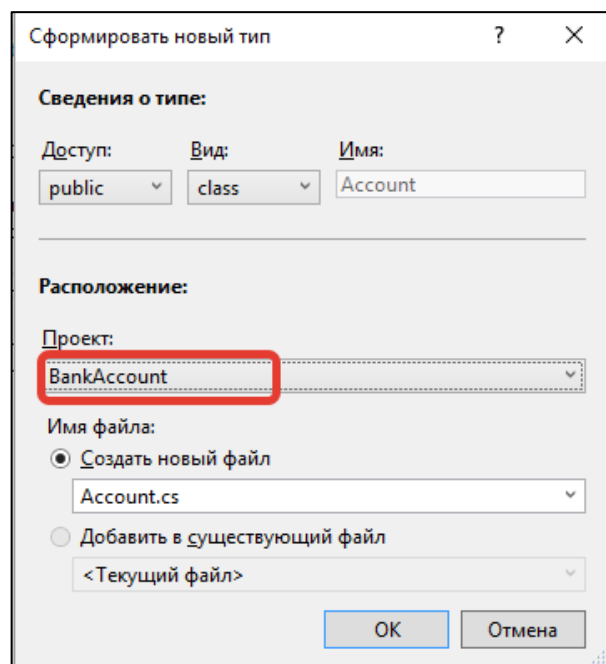 Сформировать новый тип ?
Сведения о типе:
Доступ: Вид: Имя:
public class Account
Расположение:
Проект:
BankAccount
Имя файла:
Создать новый файл
Account.cs
Добавить в существующий файл
<Текущий файл>
OK Отмена